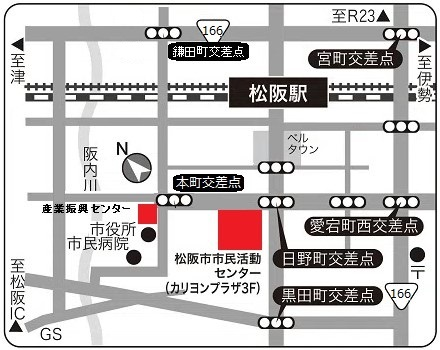 至R23▲
166
鎌田町交差点
宮町交差点
◀至津
至伊勢▶
松阪駅
ベル
タウン
N
阪内川
本町交差点
産業振興センター
市役所
市民病院
松阪市市民活動
センター
(カリヨンプラザ3F)
日野町交差点
愛宕町西交差点
〒
黒田町交差点
166
至松阪IC▲
GS